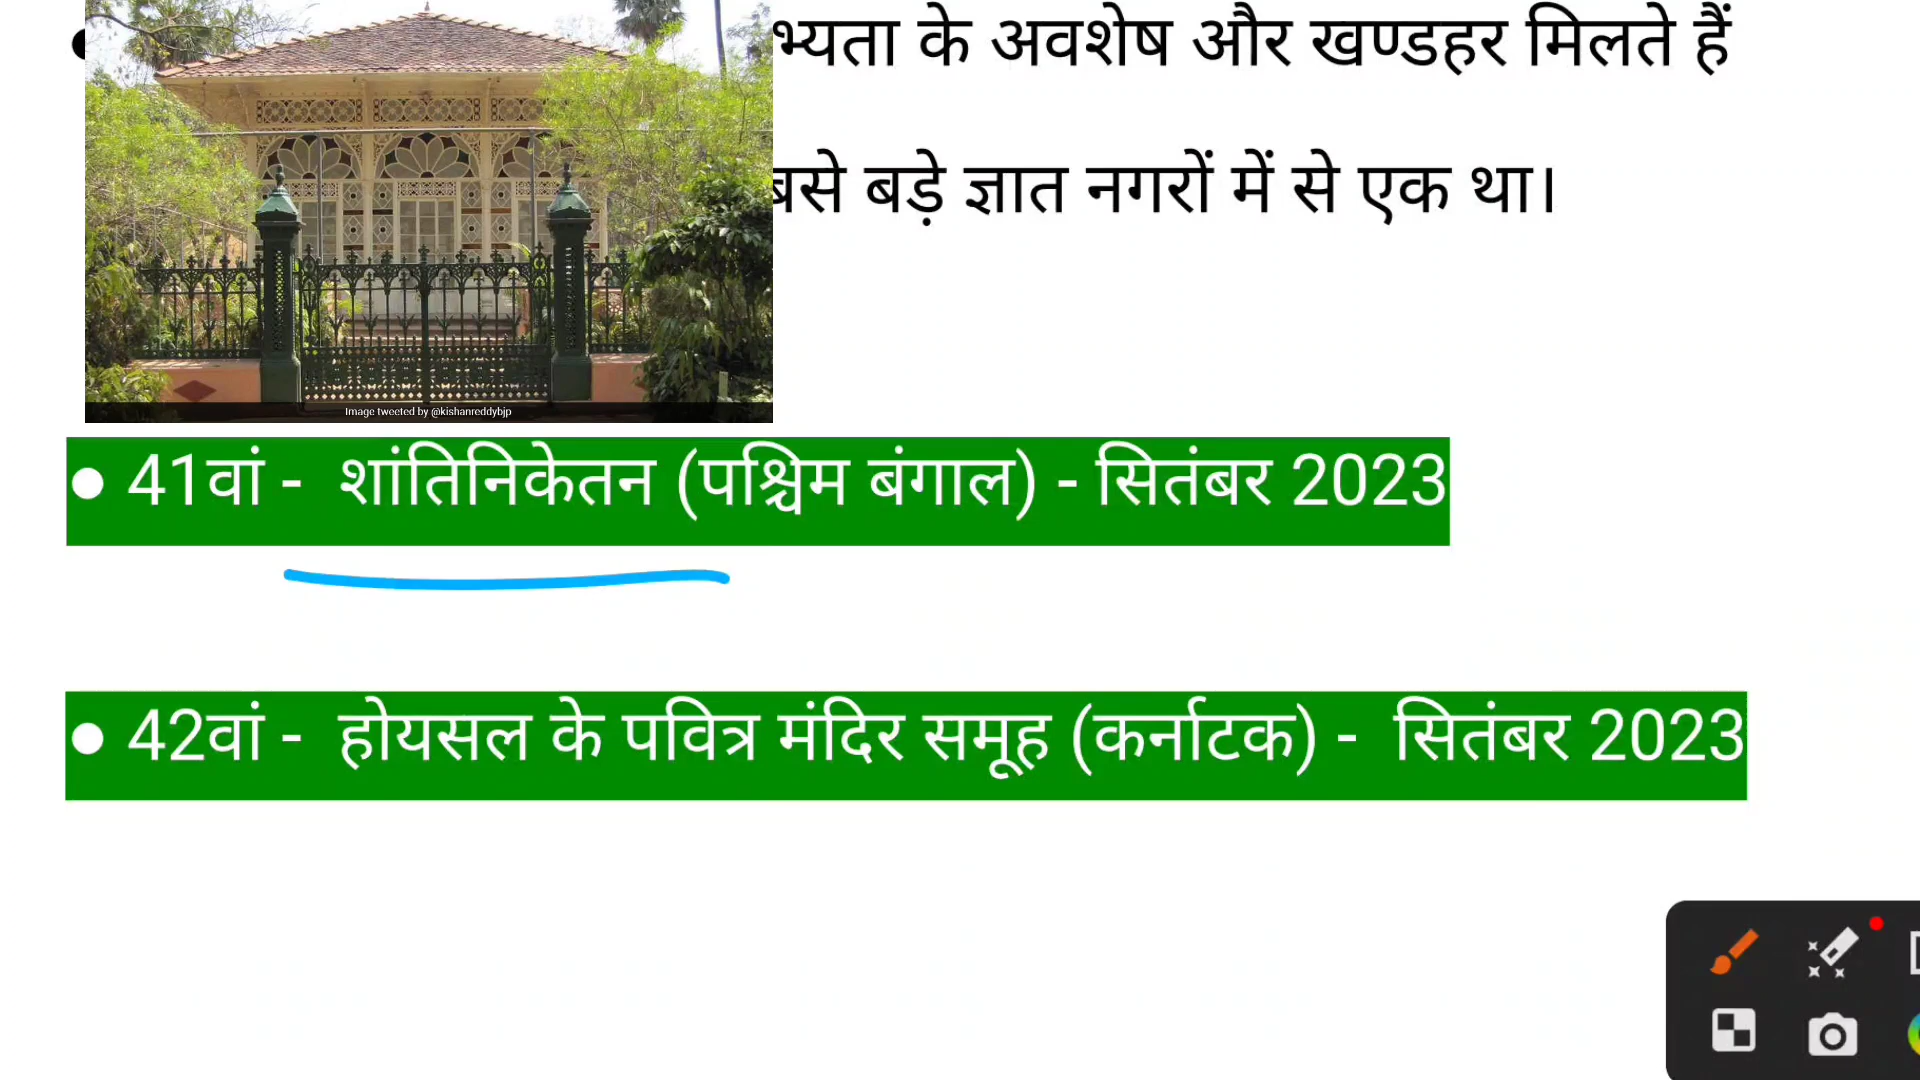 के अवशेष और खण्डहर मिलते हैं
बड़े ज्ञात नगरों में से एक था।
Image tweeted by @kishanreddybjp
● 41वां - शांतिनिकेतन (पश्चिम बंगाल) - सितंबर 2023
● 42वां - होयसल के पवित्र मंदिर समूह (कर्नाटक) - सितंबर 2023